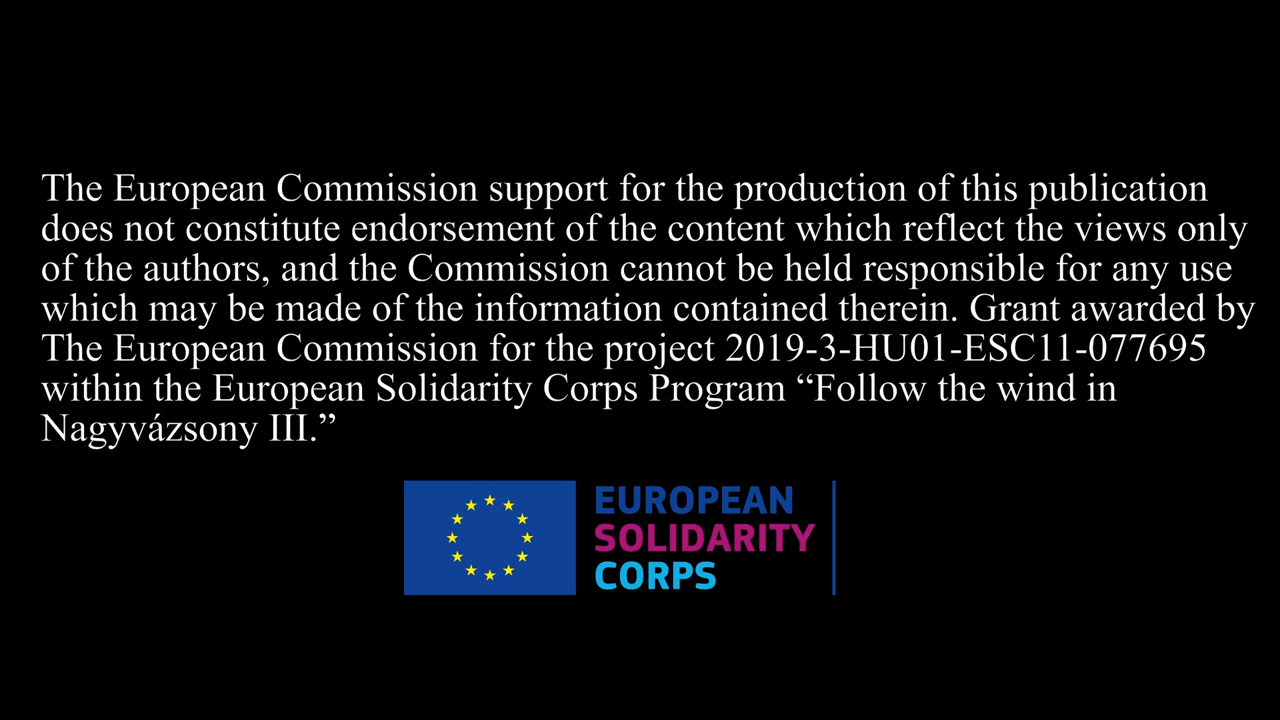 The European Commission support for the production of this publication
does not constitute endorsement of the content which reflect the views only
of the authors, and the Commission cannot be held responsible for any use
which may be made of the information contained therein. Grant awarded by
The European Commission for the project 2019-3-HU01-ESC11-077695
within the European Solidarity Corps Program “Follow the wind in
Nagyvázsony III.”
EUROPEAN
SOLIDARITY
CORPS